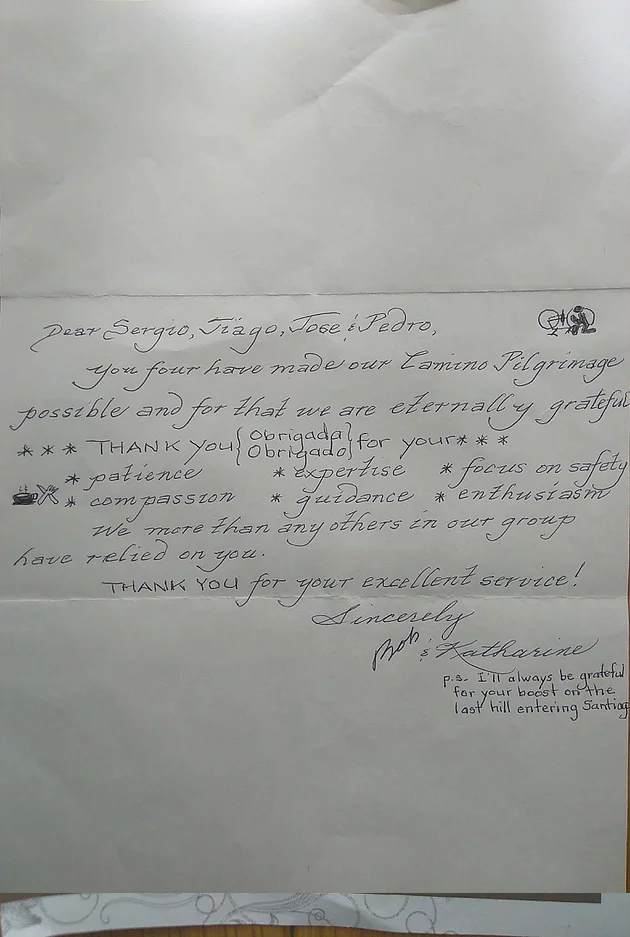 Dear Sergio, Tiago, Jose & Pedro,
You four have made our Camino Pilgrimage
possible and for that we are eternally grateful
* * * THANK YOU { Obrigada Obrigado } for your * * *
* patience * expertise * focus on safety
* compassion * guidance * enthusiasm
We more than any others in our group
have relied on you.
THANK YOU for your excellent service!
Sincerely
Bob & Katharine
p.s. I'll always be grateful
for your boost on the
last hill entering Santiag